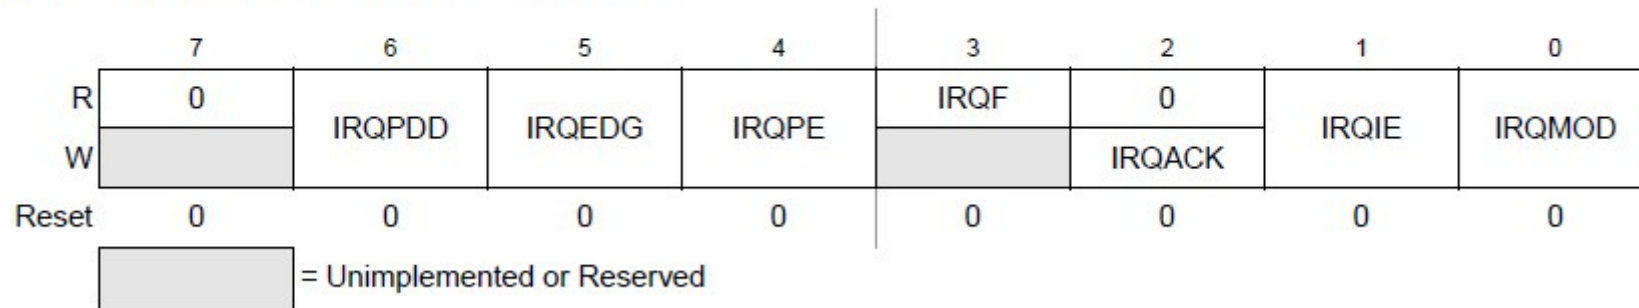 7 6 5 4 3 2 1 0
R 0 IRQPDD IRQEDG IRQPE IRQF 0 IRQIE IRQMOD
W IRQACK
Reset 0 0 0 0 0 0 0 0
= Unimplemented or Reserved